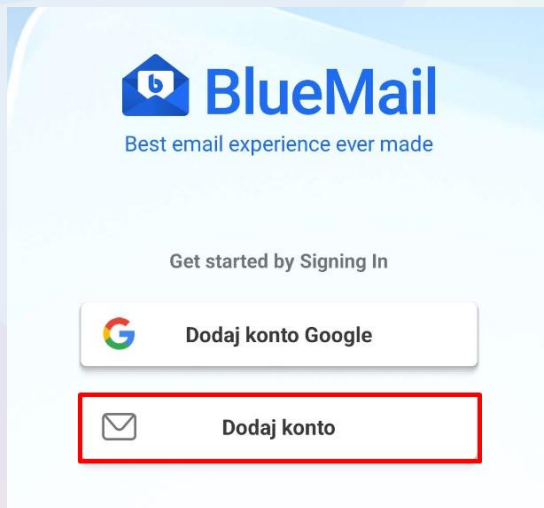 BlueMail
Best email experience ever made
Get started by Signing In
Dodaj konto Google
Dodaj konto